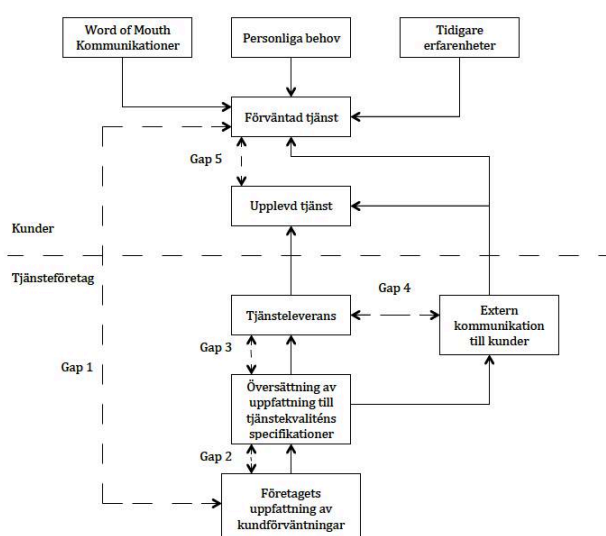 Word of Mouth
Kommunikationer
Personliga behov
Tidigare
erfarenheter
Förväntad tjänst
Gap 5
Upplevd tjänst
Kunder
Tjänsteföretag
Gap 4
Tjänsteleverans
Extern
kommunikation
till kunder
Gap 3
Gap 1
Översättning av
uppfattning till
tjänstekvaliténs
specifikationer
Gap 2
Företagets
uppfattning av
kundförväntningar